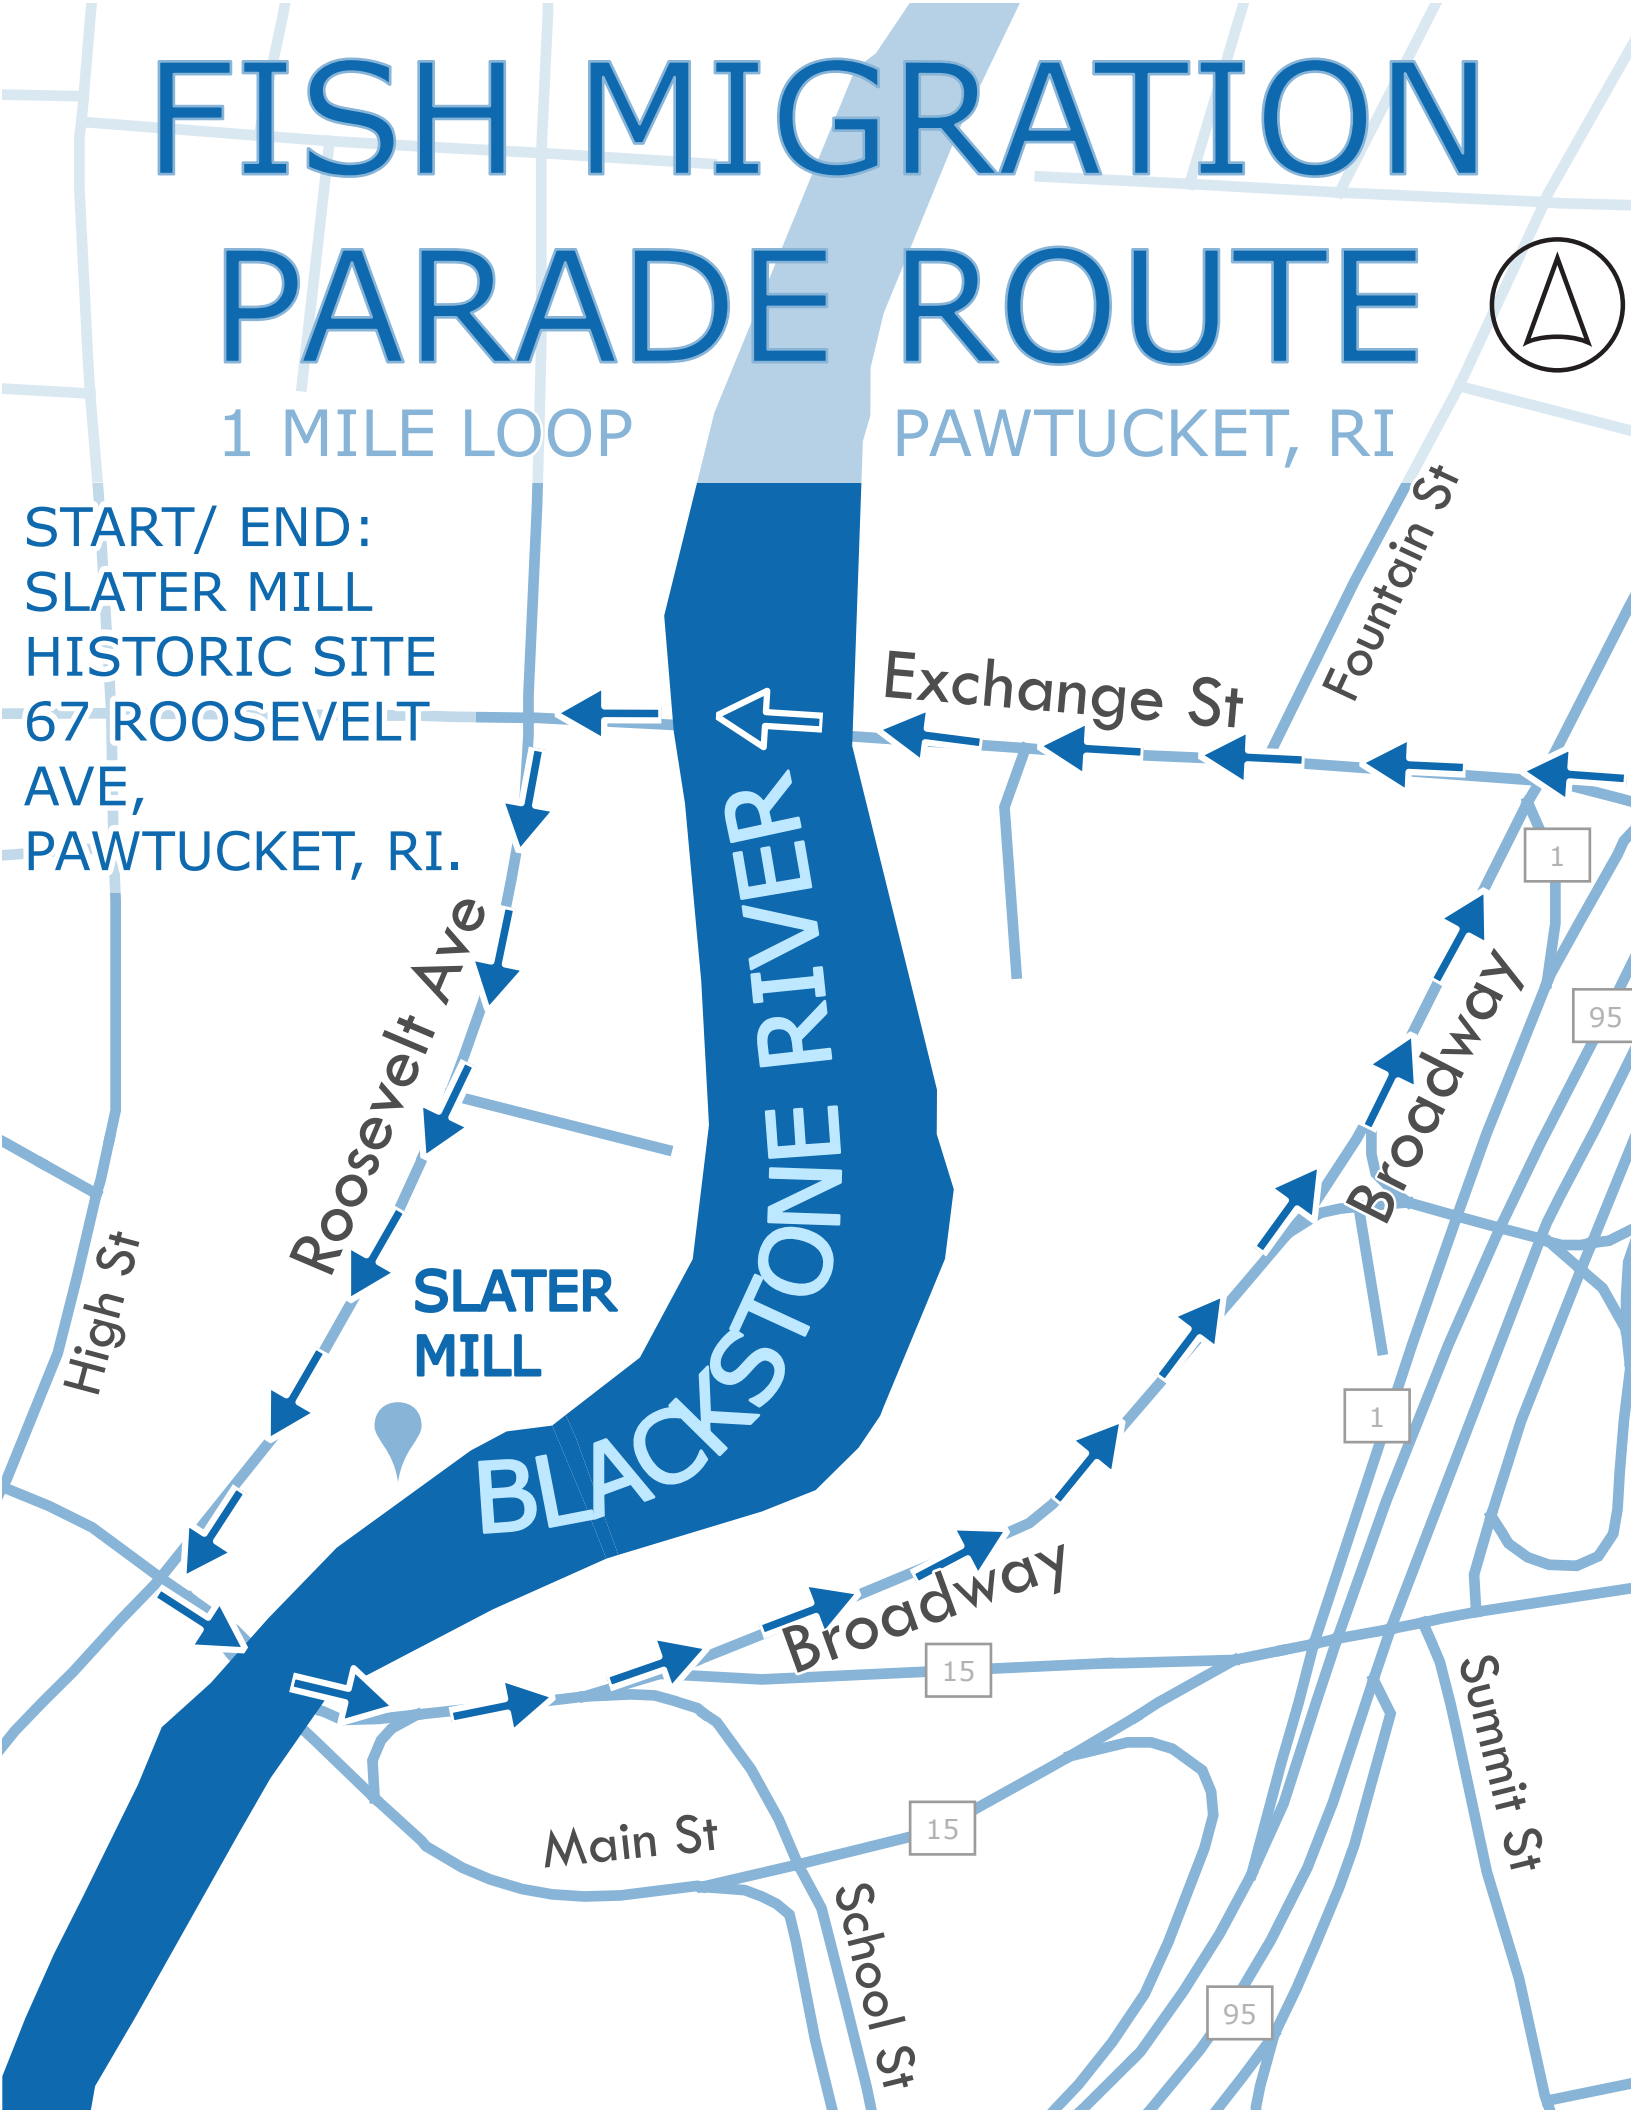 FISH MIGRATION
PARADE ROUTE
1 MILE LOOP
PAWTUCKET, RI
START/ END:
SLATER MILL
HISTORIC SITE
67 ROOSEVELT
AVE,
PAWTUCKET, RI.
Fountain St
Exchange St
1
95
Roosevelt Ave
Broadway
BLACKSTONE RIVER
High St
SLATER
MILL
1
Broadway
15
Summit St
15
Main St
School St
95